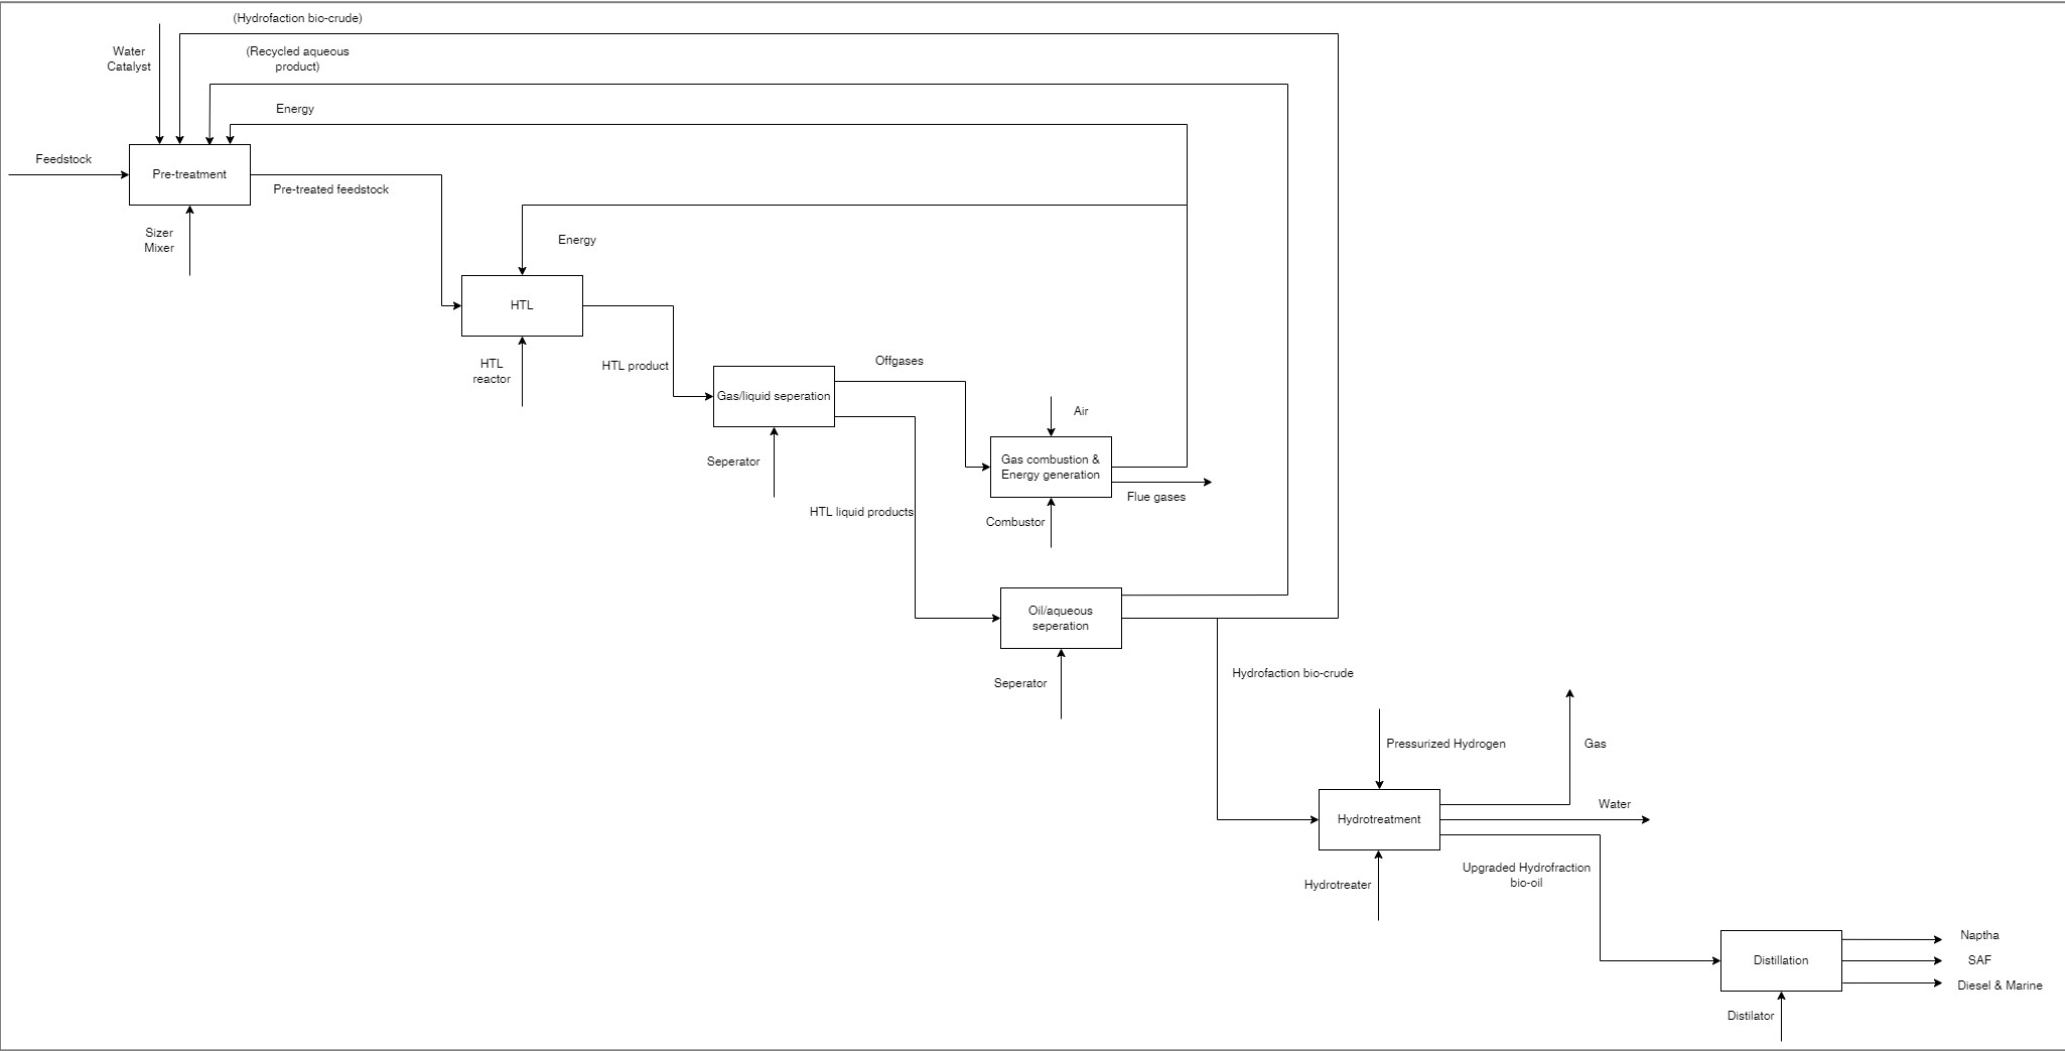 (Hydrofaction bio-crude)
Water
Catalyst
(Recycled aqueous
product)
Energy
Feedstock
Pre-treatment
Pre-treated feedstock
Sizer
Mixer
Energy
HTL
HTL
reactor
HTL product
Gas/liquid seperation
Offgases
Seperator
Air
Gas combustion &
Energy generation
Flue gases
Combustor
HTL liquid products
Oil/aqueous
seperation
Seperator
Hydrofaction bio-crude
Pressurized Hydrogen
Gas
Water
Hydrotreatment
Hydrotreater
Upgraded Hydrofraction
bio-oil
Distillation
Naptha
SAF
Diesel & Marine
Distilator